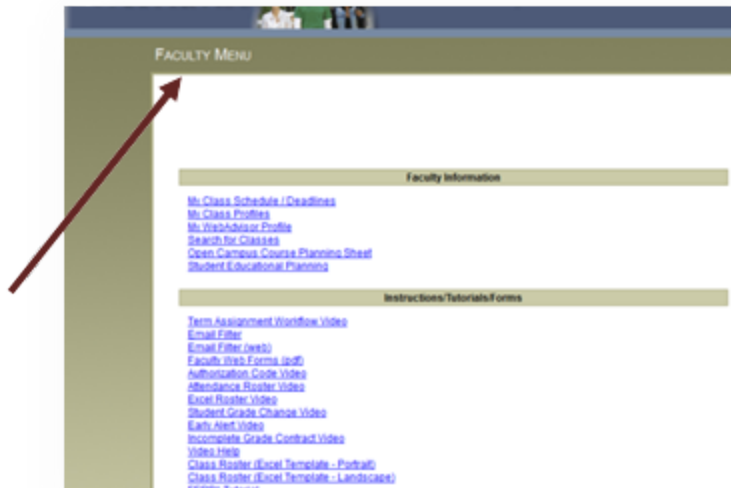 FACULTY MENU
Faculty Information
My Class Schedule / Deadlines
My Class Profiles
My WebAdvisor Profile
Search for Classes
Open Campus Course Planning Sheet
Student Educational Planning
Instructions/Tutorials/Forms
Term Assignment Workflow Video
Email Filter
Email Filter (web)
Faculty Web Forms (pdf)
Authorization Code Video
Attendance Roster Video
Excel Roster Video
Student Grade Change Video
Early Alert Video
Incomplete Grade Contract Video
Video Help
Class Roster (Excel Template - Portrait)
Class Roster (Excel Template - Landscape)